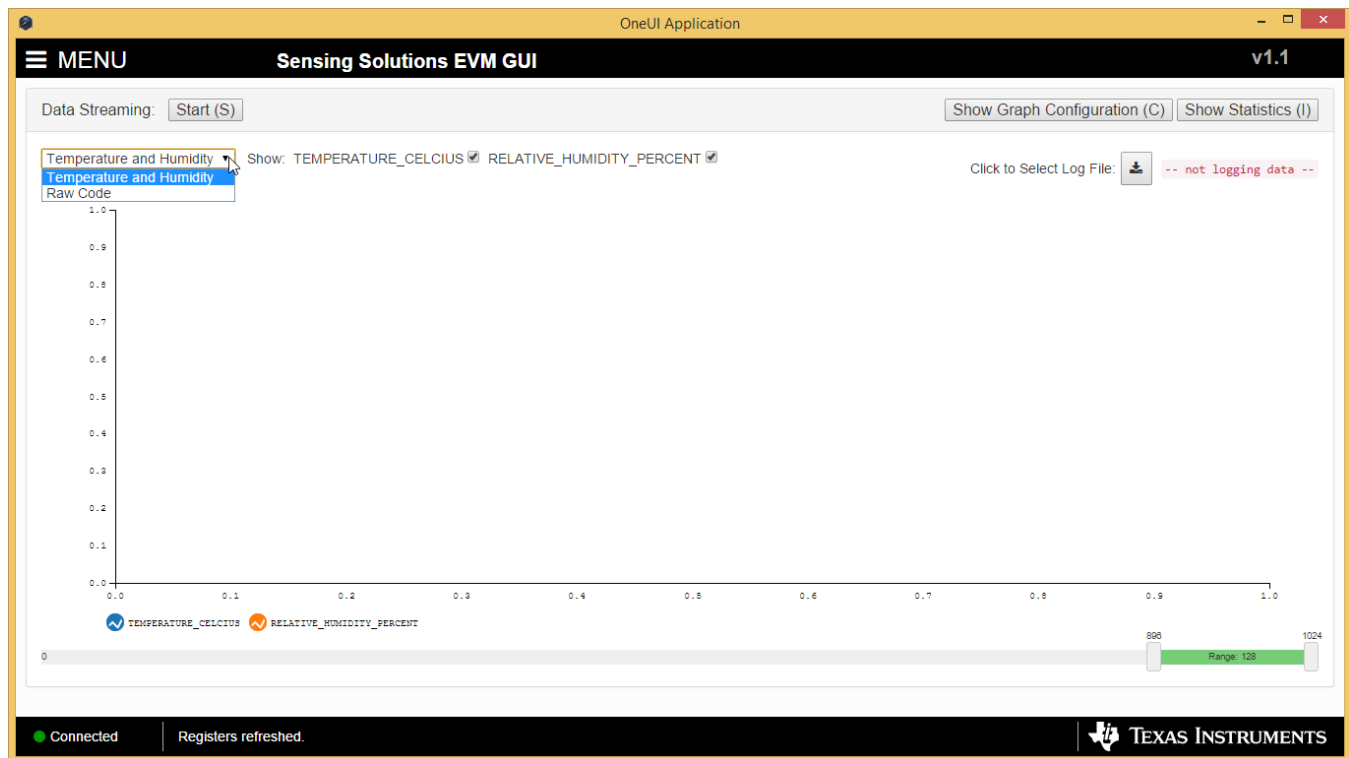 OneUI Application
MENU
Sensing Solutions EVM GUI
v1.1
Data Streaming: Start (S)
Show Graph Configuration (C) Show Statistics (I)
Temperature and Humidity Show: TEMPERATURE_CELCIUS RELATIVE_HUMIDITY_PERCENT
Click to Select Log File: -- not logging data --
Temperature and Humidity
Raw Code
1.0
0.9
0.8
0.7
0.6
0.5
0.4
0.3
0.2
0.1
0.0
0.0 0.1 0.2 0.3 0.4 0.5 0.6 0.7 0.8 0.9 1.0
TEMPERATURE_CELCIUS RELATIVE_HUMIDITY_PERCENT
896 1024
0 Range: 128
Connected Registers refreshed. TEXAS INSTRUMENTS